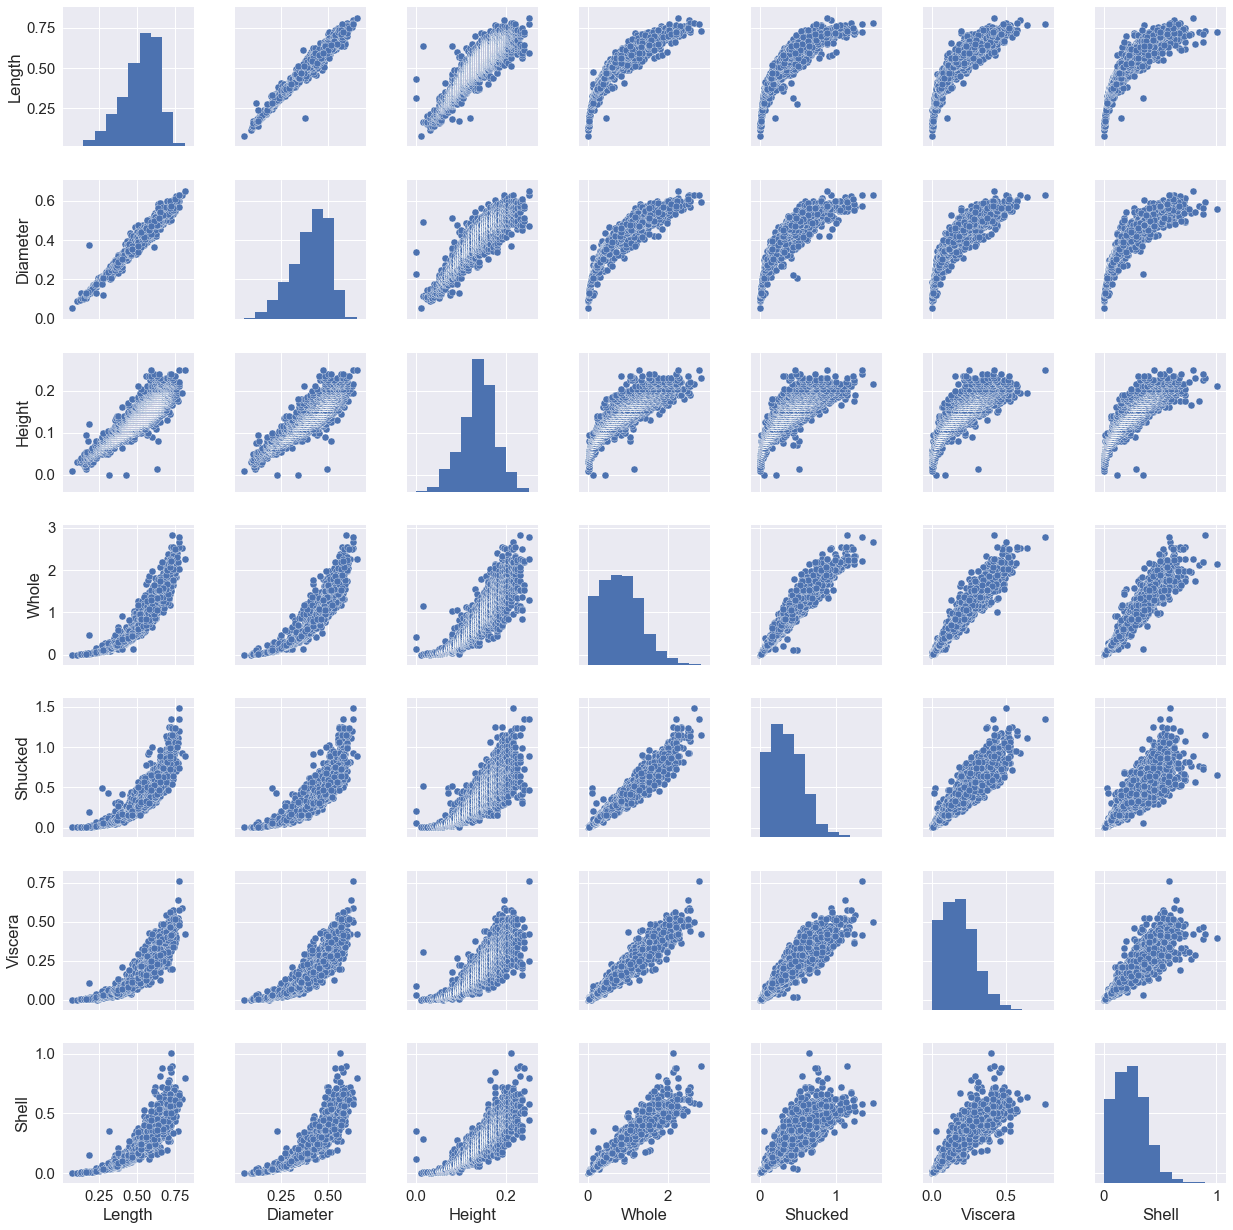 0.75
0.50
0.25
Length
0.6
0.4
0.2
0.0
Diameter
0.2
0.1
0.0
Height
3
2
1
0
Whole
1.5
1.0
0.5
0.0
Shucked
0.75
0.50
0.25
0.00
Viscera
1.0
0.5
0.0
Shell
0.25 0.50 0.75 0.25 0.50 0.0 0.2 0 2 0 1 0.0 0.5 0 1
Length Diameter Height Whole Shucked Viscera Shell